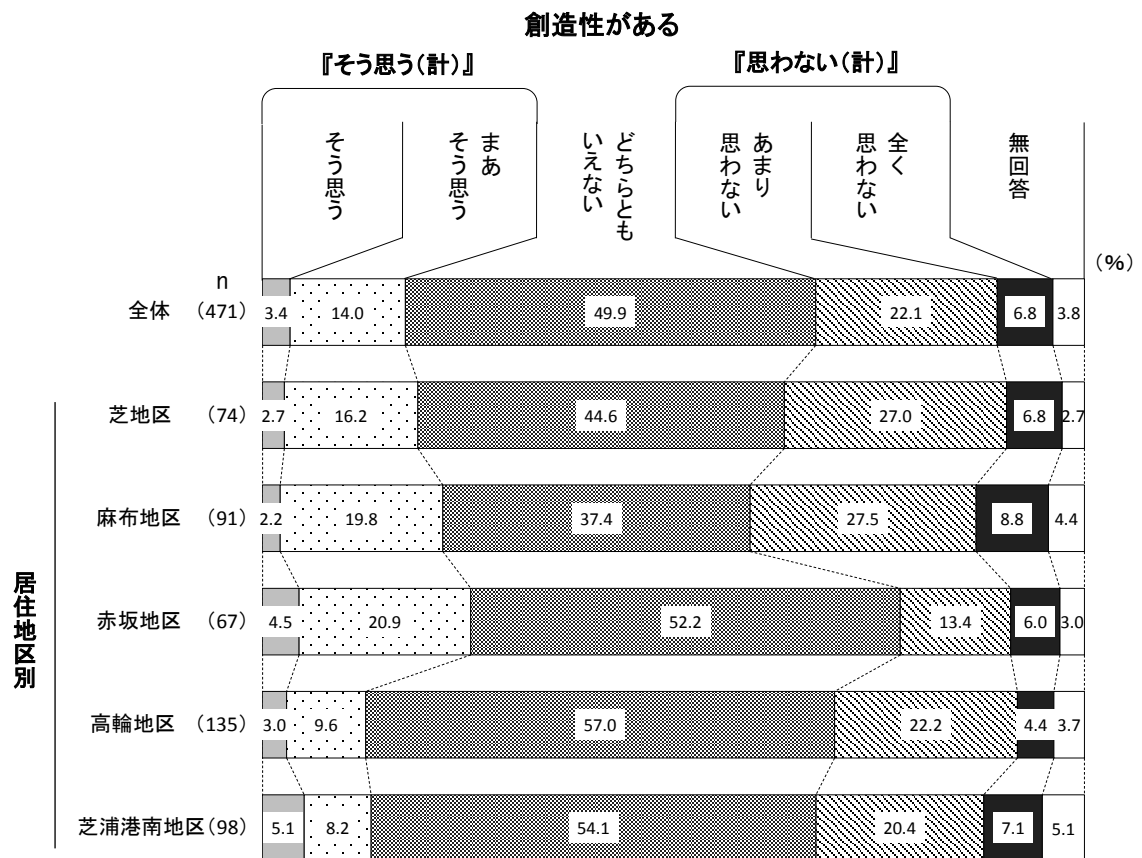 創造性がある
『そう思う（計）』
『思わない（計）』
そう思う
まあ
そう思う
どちらとも
いえない
あまり
思わない
全く
思わない
無回答
（%）
n
全体 （471） 3.4 14.0 49.9 22.1 6.8 3.8
居住地区別
芝地区 （74） 2.7 16.2 44.6 27.0 6.8 2.7
麻布地区 （91） 2.2 19.8 37.4 27.5 8.8 4.4
赤坂地区 （67） 4.5 20.9 52.2 13.4 6.0 3.0
高輪地区 （135） 3.0 9.6 57.0 22.2 4.4 3.7
芝浦港南地区（98） 5.1 8.2 54.1 20.4 7.1 5.1